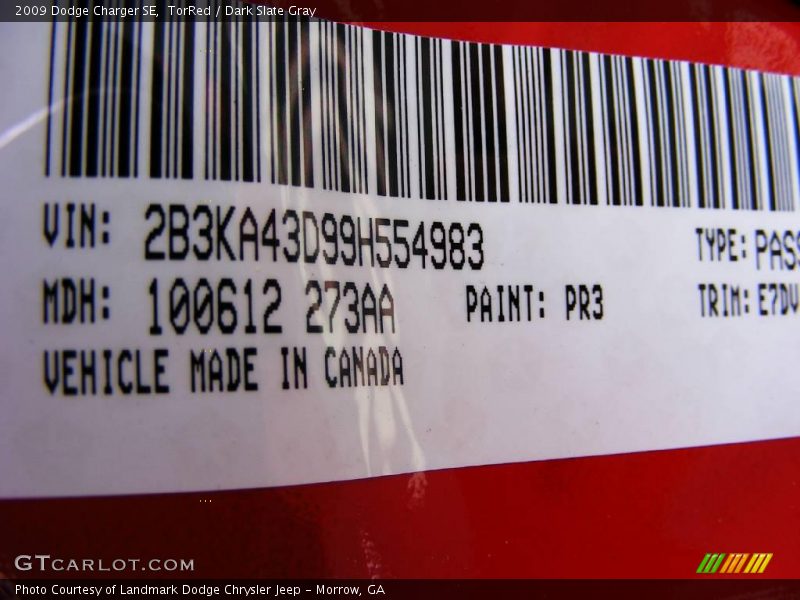 2009 Dodge Charger SE, TorRed / Dark Slate Gray
VIN: 2B3KA43D99H554983 TYPE: PASS
MDH: 100612 273AA PAINT: PR3 TRIM: E7DV
VEHICLE MADE IN CANADA
GTCARLOT.COM
Photo Courtesy of Landmark Dodge Chrysler Jeep - Morrow, GA